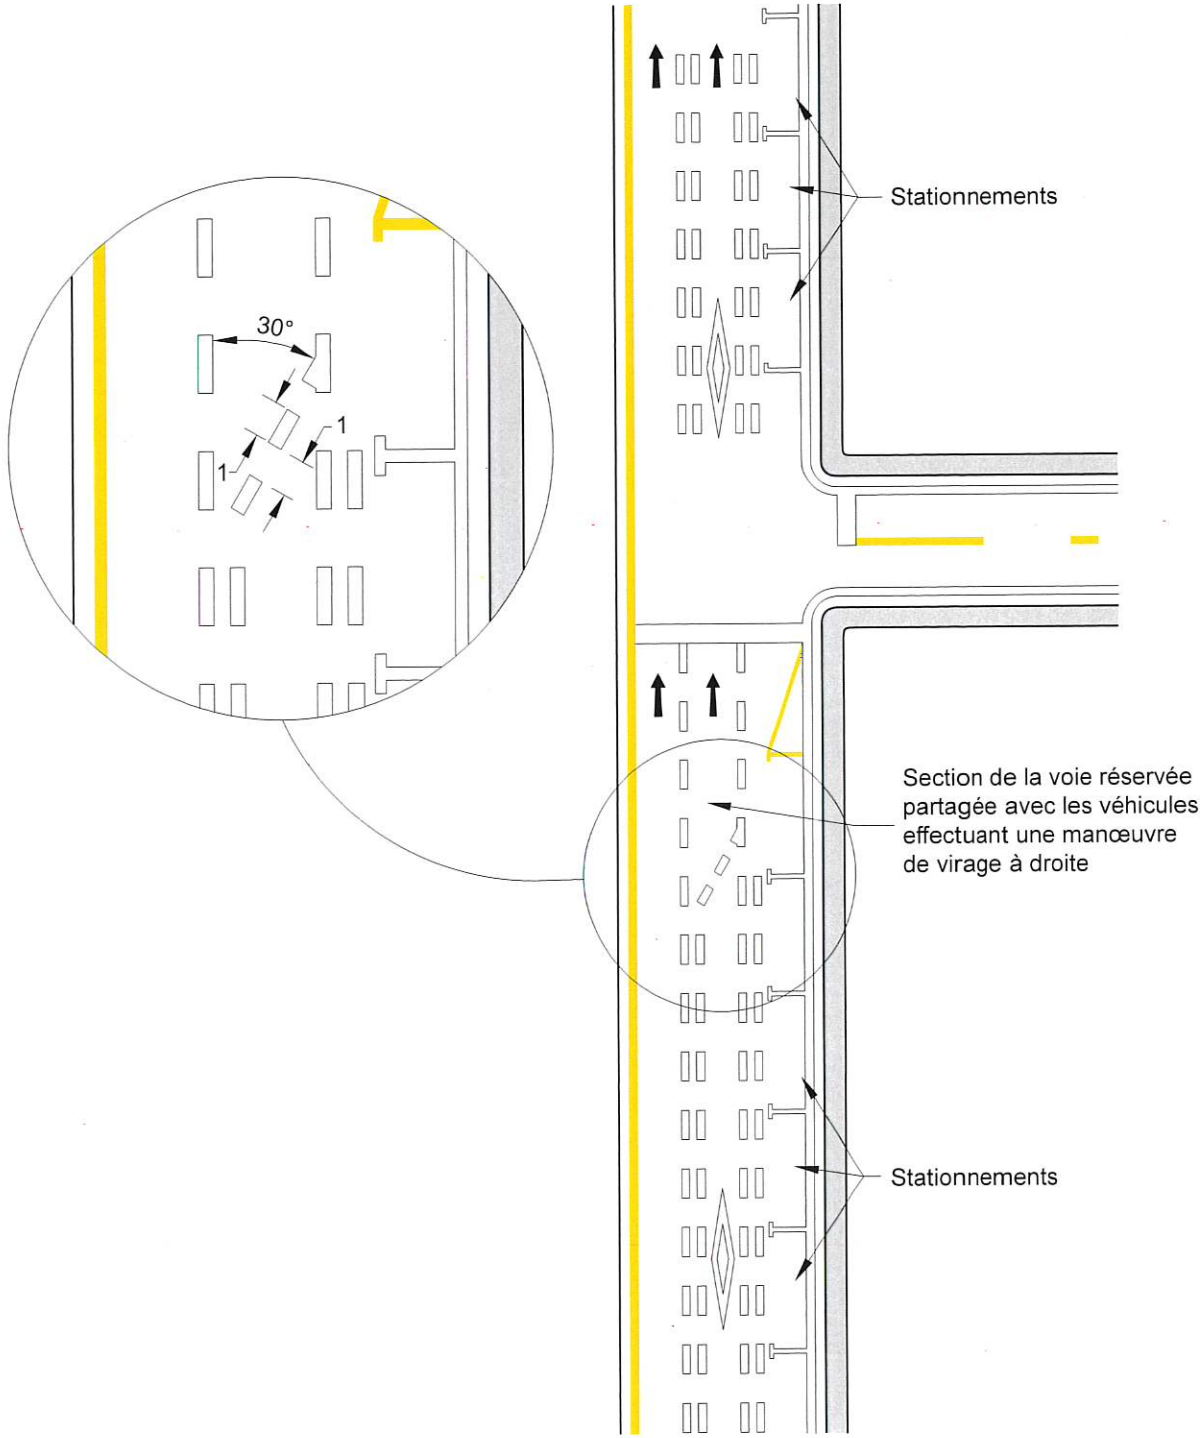 Stationnements
30°
1
1
Section de la voie réservée
partagée avec les véhicules
effectuant une manœuvre
de virage à droite
Stationnements